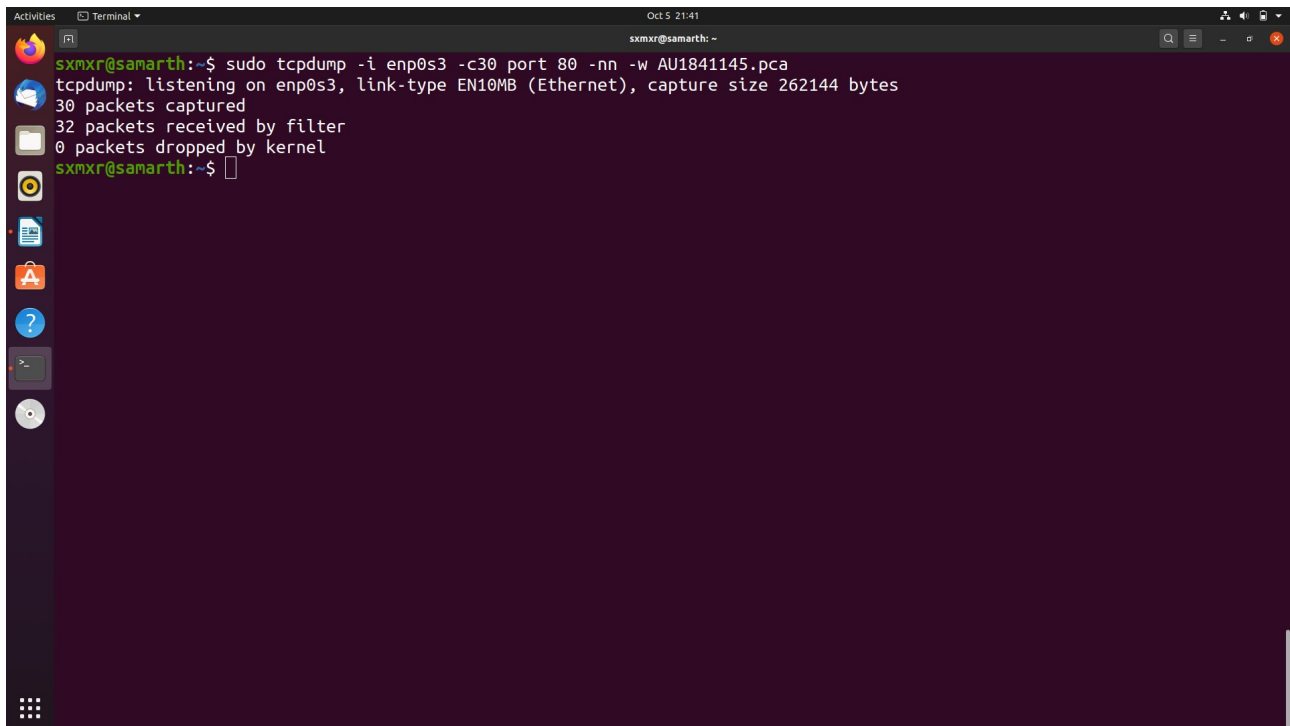 Activities Terminal Oct 5 21:41
sxmxr@samarth: ~
sxmxr@samarth:~$ sudo tcpdump -i enp0s3 -c30 port 80 -nn -w AU1841145.pca
tcpdump: listening on enp0s3, link-type EN10MB (Ethernet), capture size 262144 bytes
30 packets captured
32 packets received by filter
0 packets dropped by kernel
sxmxr@samarth:~$